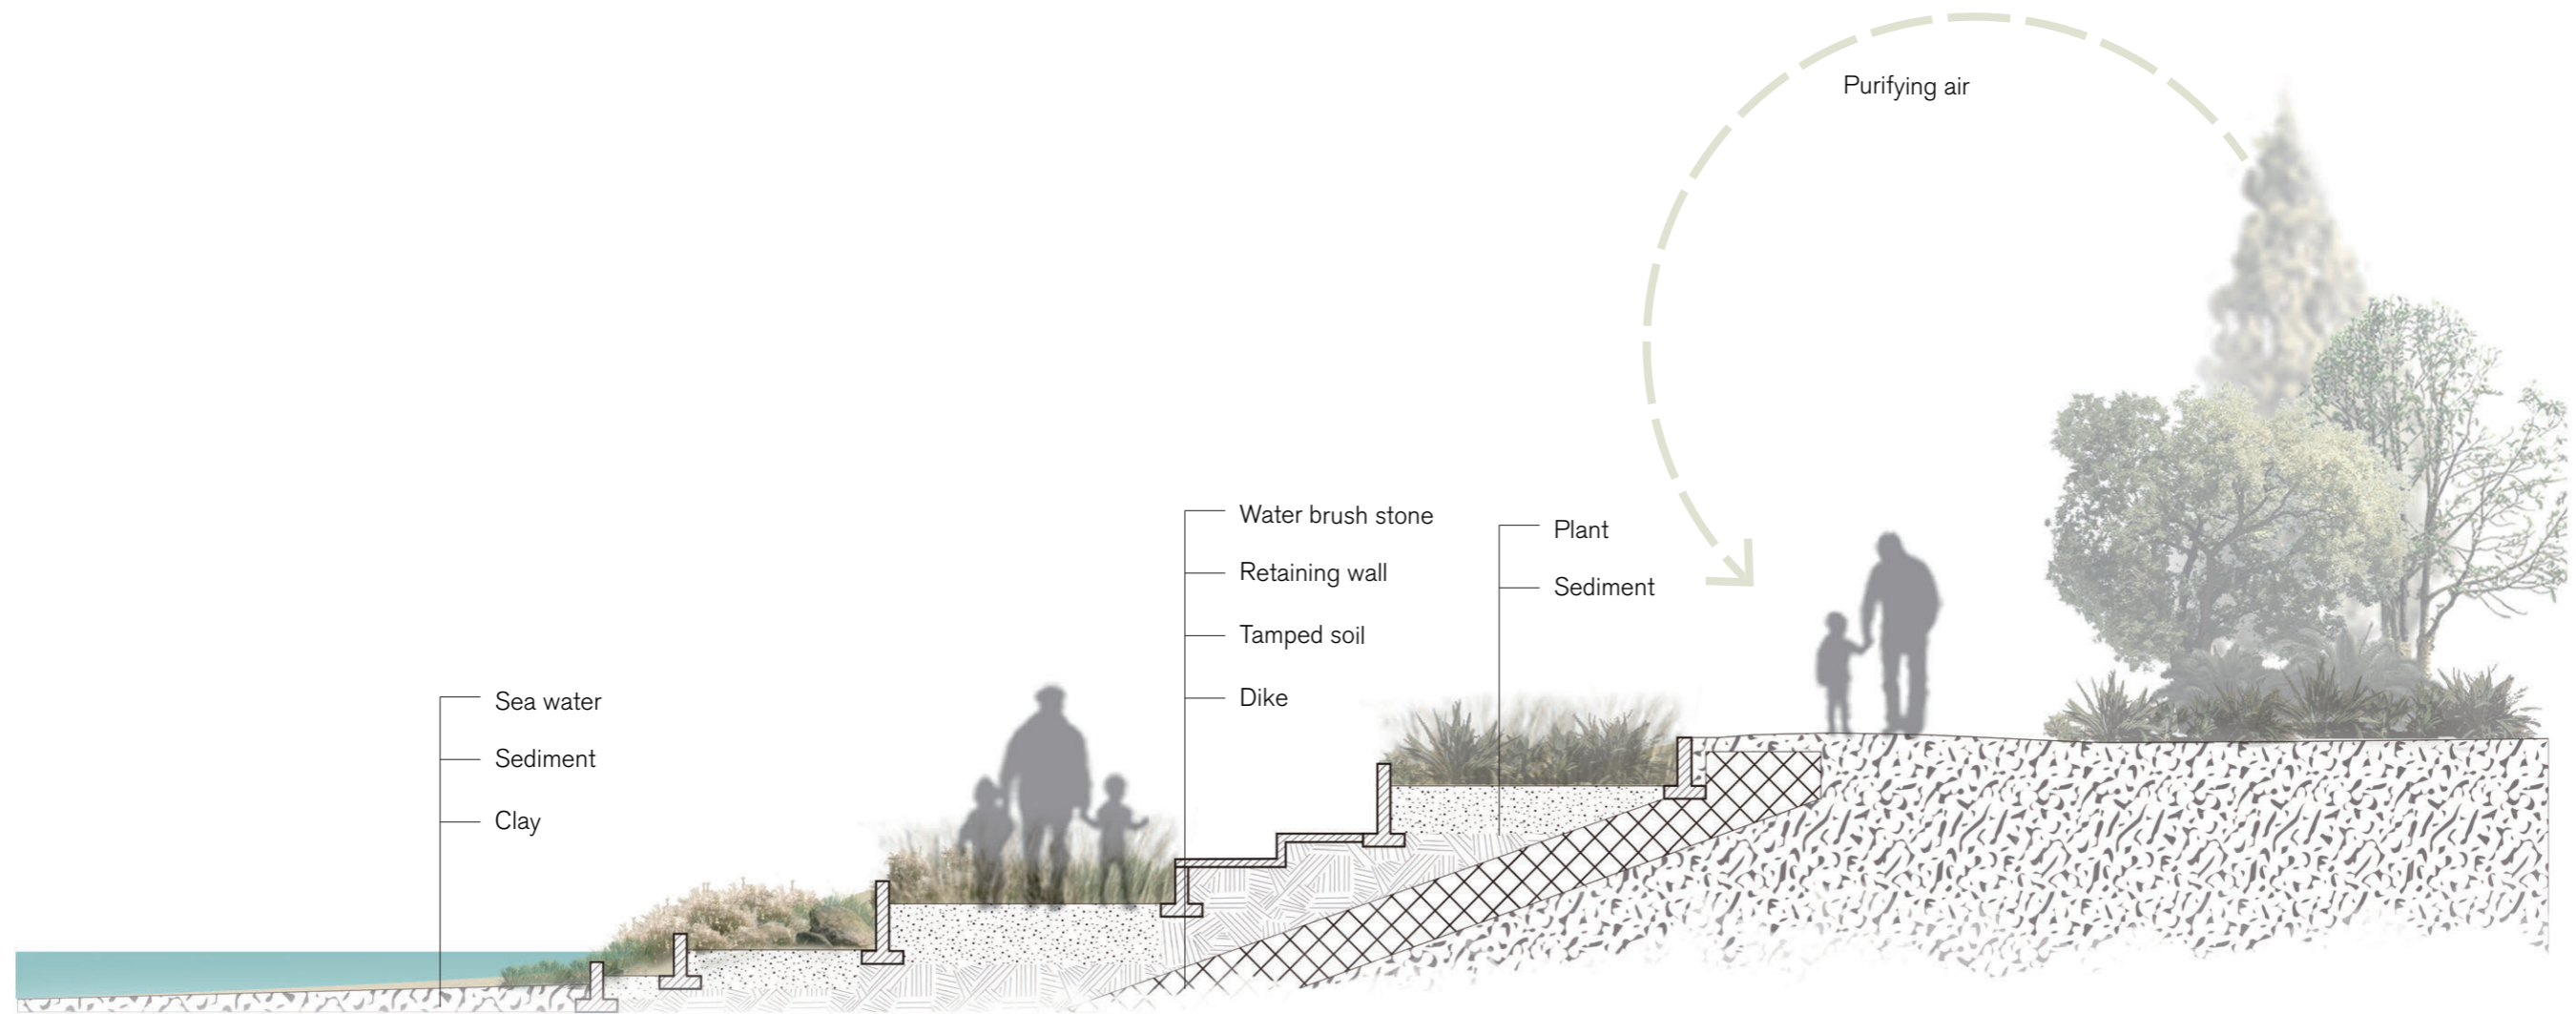 Purifying air
Water brush stone
Retaining wall
Tamped soil
Dike
Plant
Sediment
Sea water
Sediment
Clay